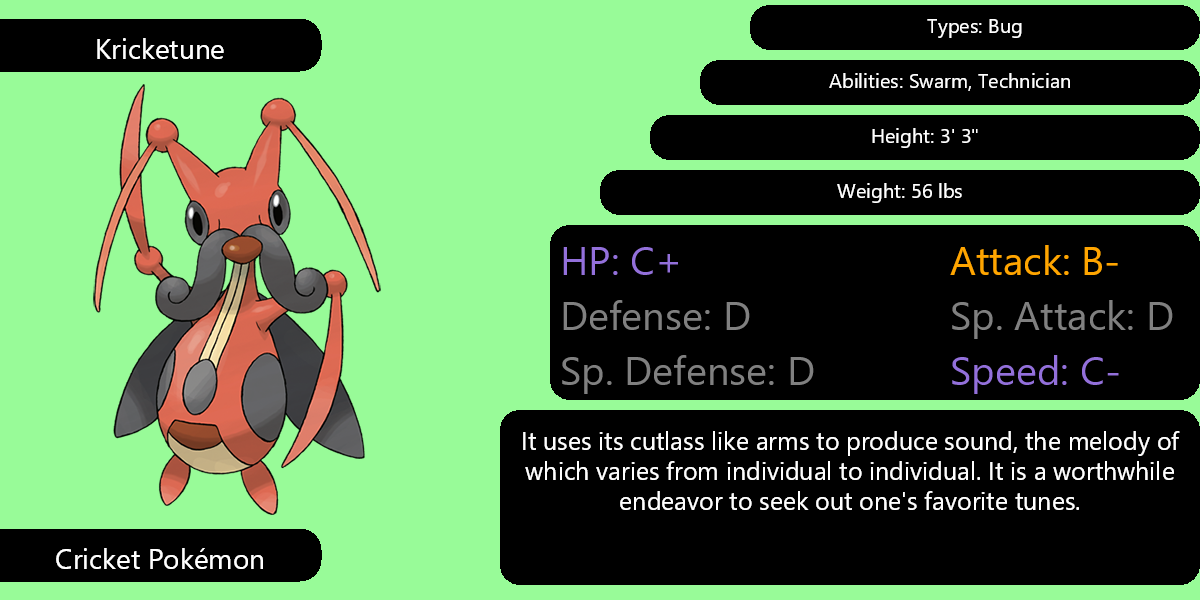 Kricketune
Types: Bug
Abilities: Swarm, Technician
Height: 3' 3"
Weight: 56 lbs
HP: C+
Attack: B-
Defense: D
Sp. Attack: D
Sp. Defense: D
Speed: C-
It uses its cutlass like arms to produce sound, the melody of
which varies from individual to individual. It is a worthwhile
endeavor to seek out one's favorite tunes.
Cricket Pokémon